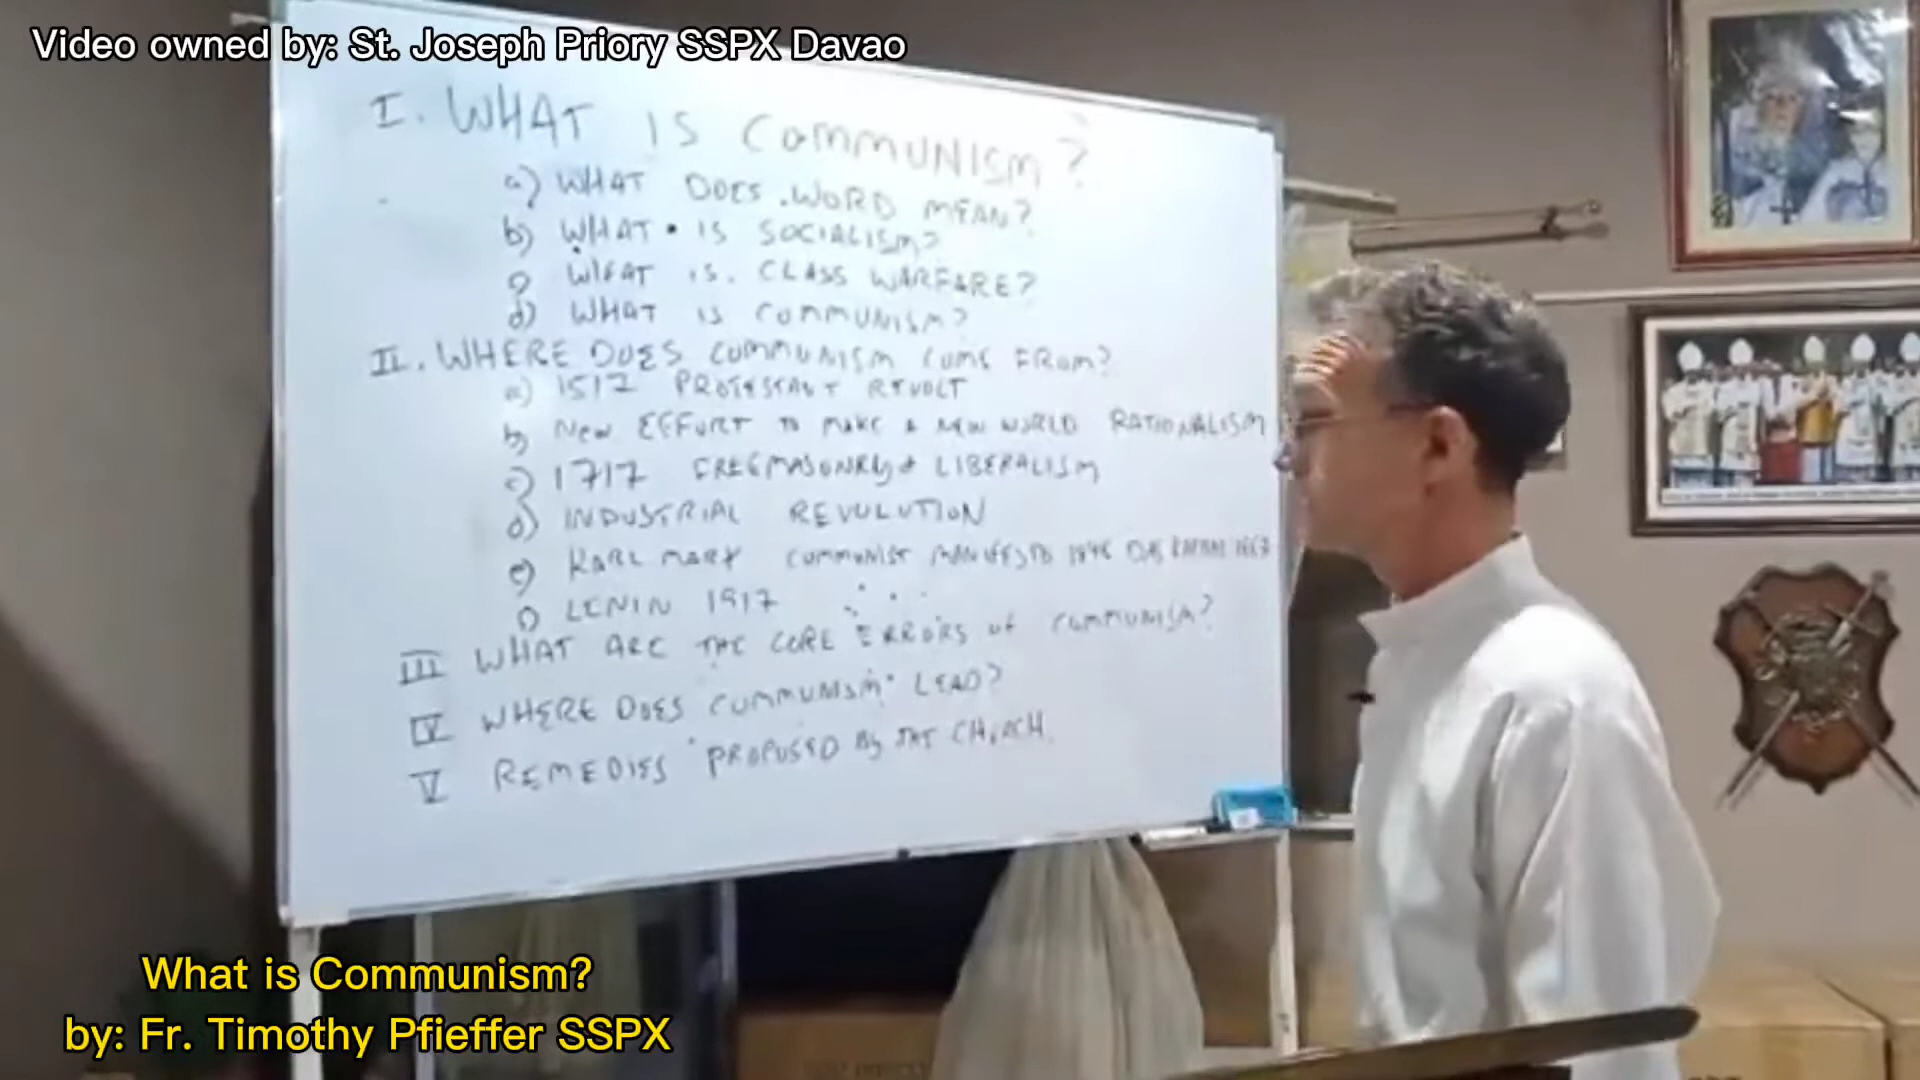 Video owned by: St. Joseph Priory SSPX Davao
I. WHAT IS COMMUNISM?
a) WHAT DOES WORD MEAN?
b) WHAT IS SOCIALISM?
c) WHAT IS CLASS WARFARE?
d) WHAT IS COMMUNISM?
II. WHERE DOES COMMUNISM COME FROM?
a) 1517 PROTESTANT REVOLT
b) NEW EFFORT TO MAKE A NEW WORLD RATIONALISM
c) 1717 FREEMASONRY + LIBERALISM
d) INDUSTRIAL REVOLUTION
e) KARL MARX COMMUNIST MANIFESTO DAS KAPITAL 1867
f) LENIN 1917
III WHAT ARE THE CORE ERRORS OF COMMUNISM?
IV WHERE DOES COMMUNISM LEAD?
V REMEDIES PROPOSED By THE CHURCH.
What is Communism?
by: Fr. Timothy Pfieffer SSPX